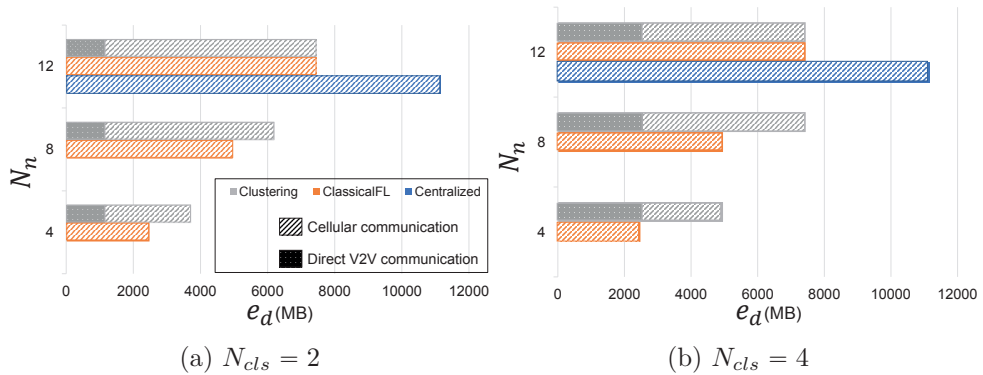 12
8
4
N_n
0 2000 4000 6000 8000 10000 12000
e_d (MB)
Clustering ClassicalFL Centralized
Cellular communication
Direct V2V communication
(a) N_cls = 2
12
8
4
N_n
0 2000 4000 6000 8000 10000 12000
e_d (MB)
(b) N_cls = 4